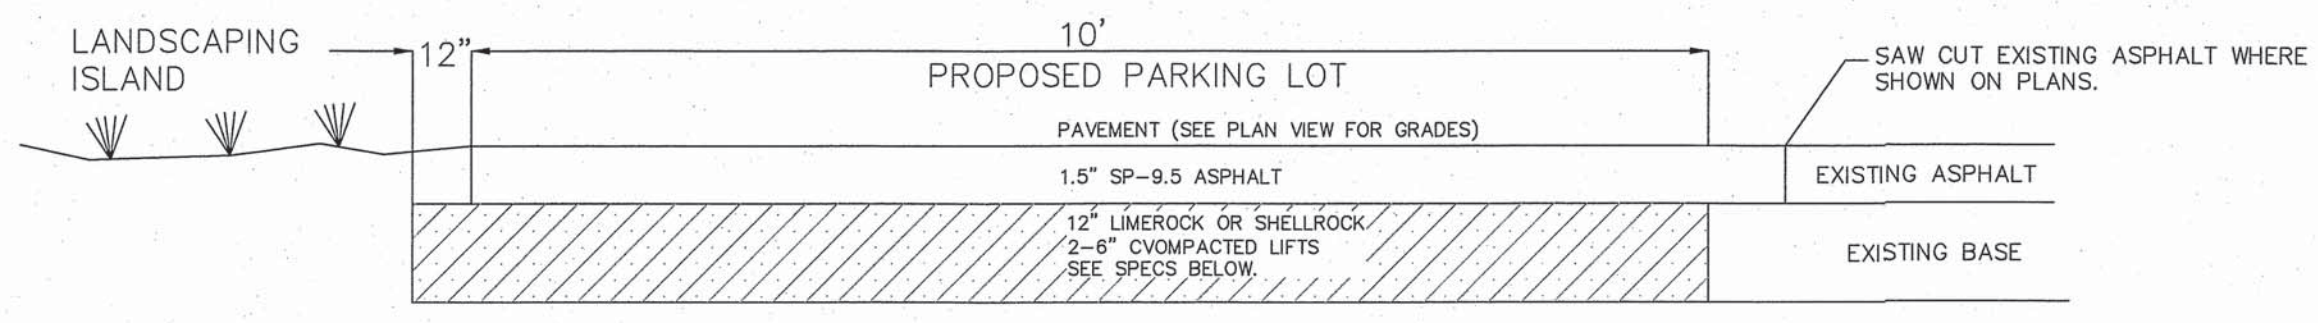 LANDSCAPING
ISLAND
12"
10'
PROPOSED PARKING LOT
SAW CUT EXISTING ASPHALT WHERE
SHOWN ON PLANS.
PAVEMENT (SEE PLAN VIEW FOR GRADES)
1.5" SP-9.5 ASPHALT
EXISTING ASPHALT
12" LIMEROCK OR SHELLROCK
2-6" CVOMPACTED LIFTS
SEE SPECS BELOW.
EXISTING BASE